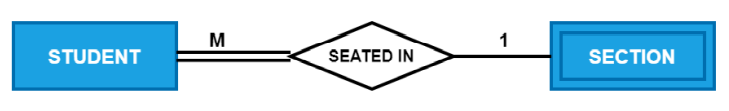 STUDENT M SEATED IN 1 SECTION